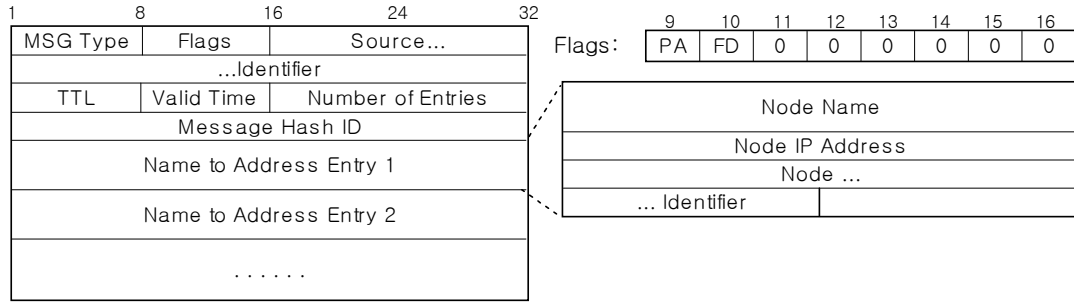 1 8 16 24 32
MSG Type Flags Source...
...Identifier
TTL Valid Time Number of Entries
Message Hash ID
Name to Address Entry 1
Name to Address Entry 2
......
9 10 11 12 13 14 15 16
Flags: PA FD 0 0 0 0 0 0
Node Name
Node IP Address
Node ...
... Identifier